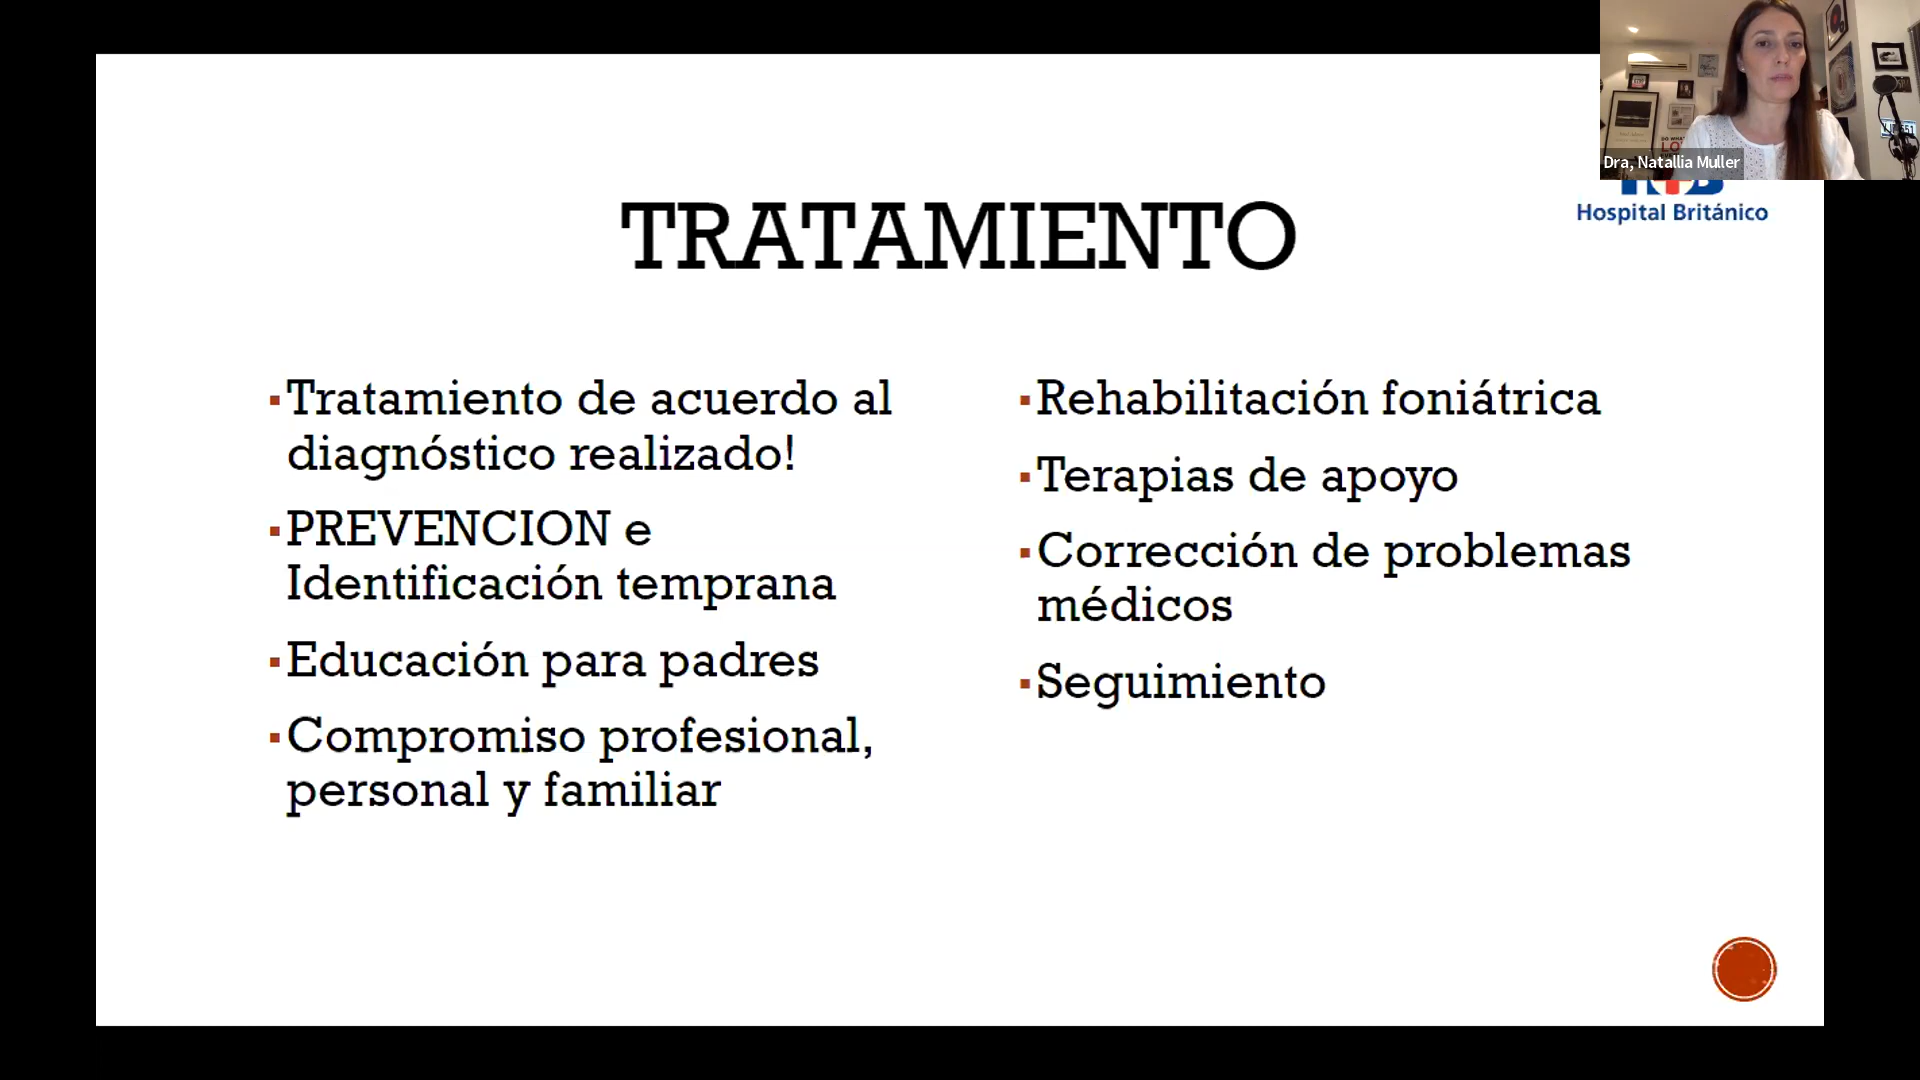 Dra, Natallia Muller
Hospital Británico
TRATAMIENTO
▪Tratamiento de acuerdo al
diagnóstico realizado!
▪PREVENCION e
Identificación temprana
▪Educación para padres
▪Compromiso profesional,
personal y familiar
▪Rehabilitación foniátrica
▪Terapias de apoyo
▪Corrección de problemas
médicos
▪Seguimiento